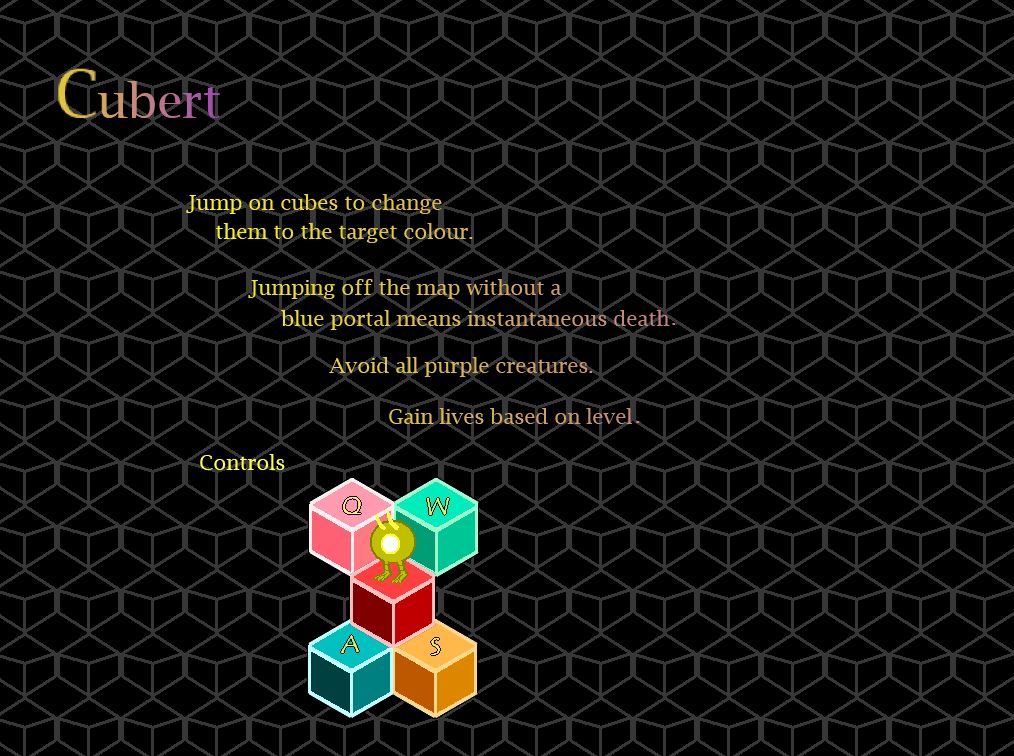 Cubert
Jump on cubes to change
them to the target colour.
Jumping off the map without a
blue portal means instantaneous death.
Avoid all purple creatures.
Gain lives based on level.
Controls
Q W
A S